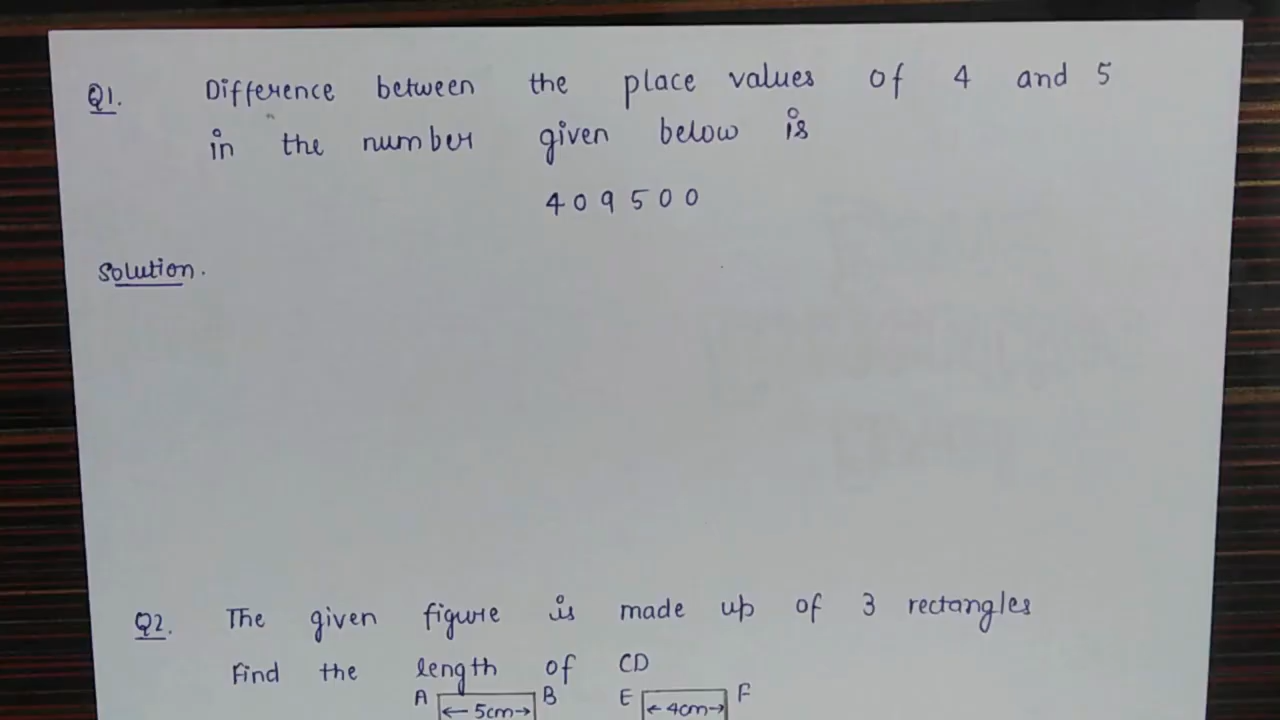 Q1. Difference between the place values of 4 and 5
in the number given below is
409500
Solution.
Q2. The given figure is made up of 3 rectangles
Find the length of CD
A B E F
←5cm→ ←4cm→